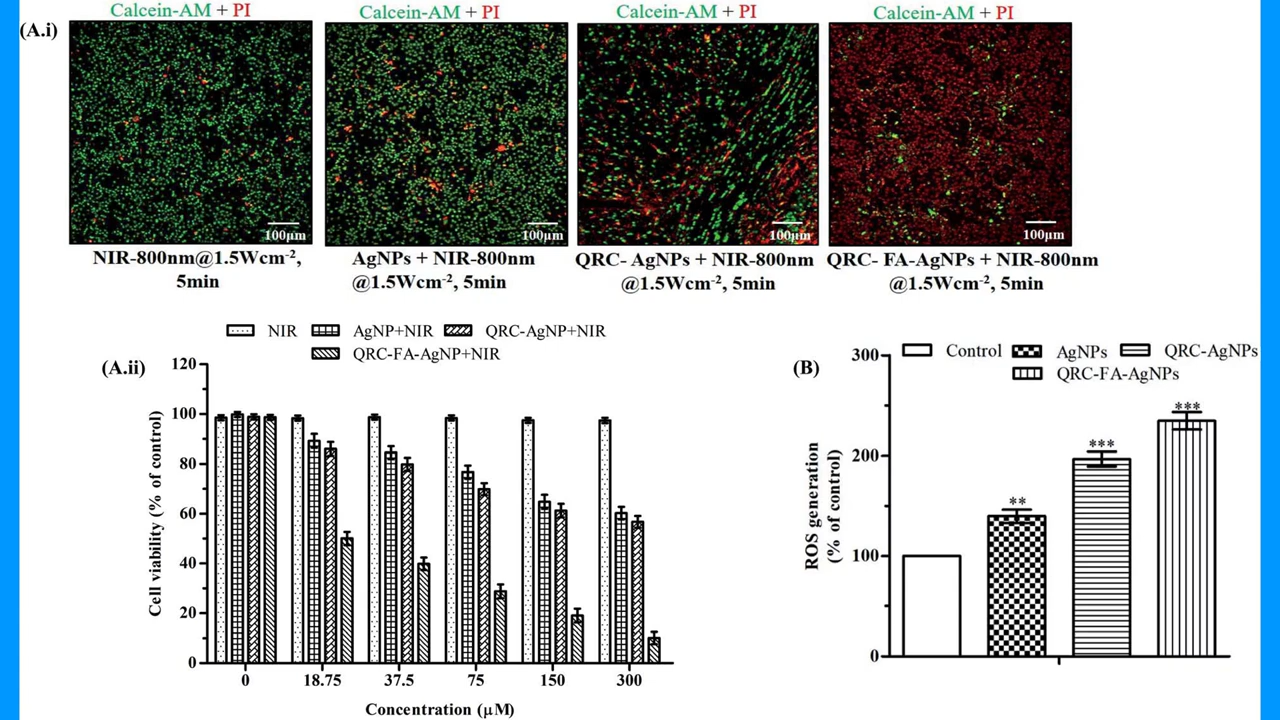 Calcein-AM + PI
Calcein-AM + PI
Calcein-AM + PI
Calcein-AM + PI
(A.i)
100µm
100µm
100µm
100µm
NIR-800nm@1.5Wcm-2,
5min
AgNPs + NIR-800nm
@1.5Wcm-2, 5min
QRC- AgNPs + NIR-800nm
@1.5Wcm-2, 5min
QRC- FA-AgNPs + NIR-800nm
@1.5Wcm-2, 5min
(A.ii)
NIR
AgNP+NIR
QRC-AgNP+NIR
QRC-FA-AgNP+NIR
Cell viability (% of control)
120
100
80
60
40
20
0
0
18.75
37.5
75
150
300
Concentration (µM)
(B)
Control
AgNPs
QRC-AgNPs
QRC-FA-AgNPs
ROS generation
(% of control)
300
200
100
0
**
***
***